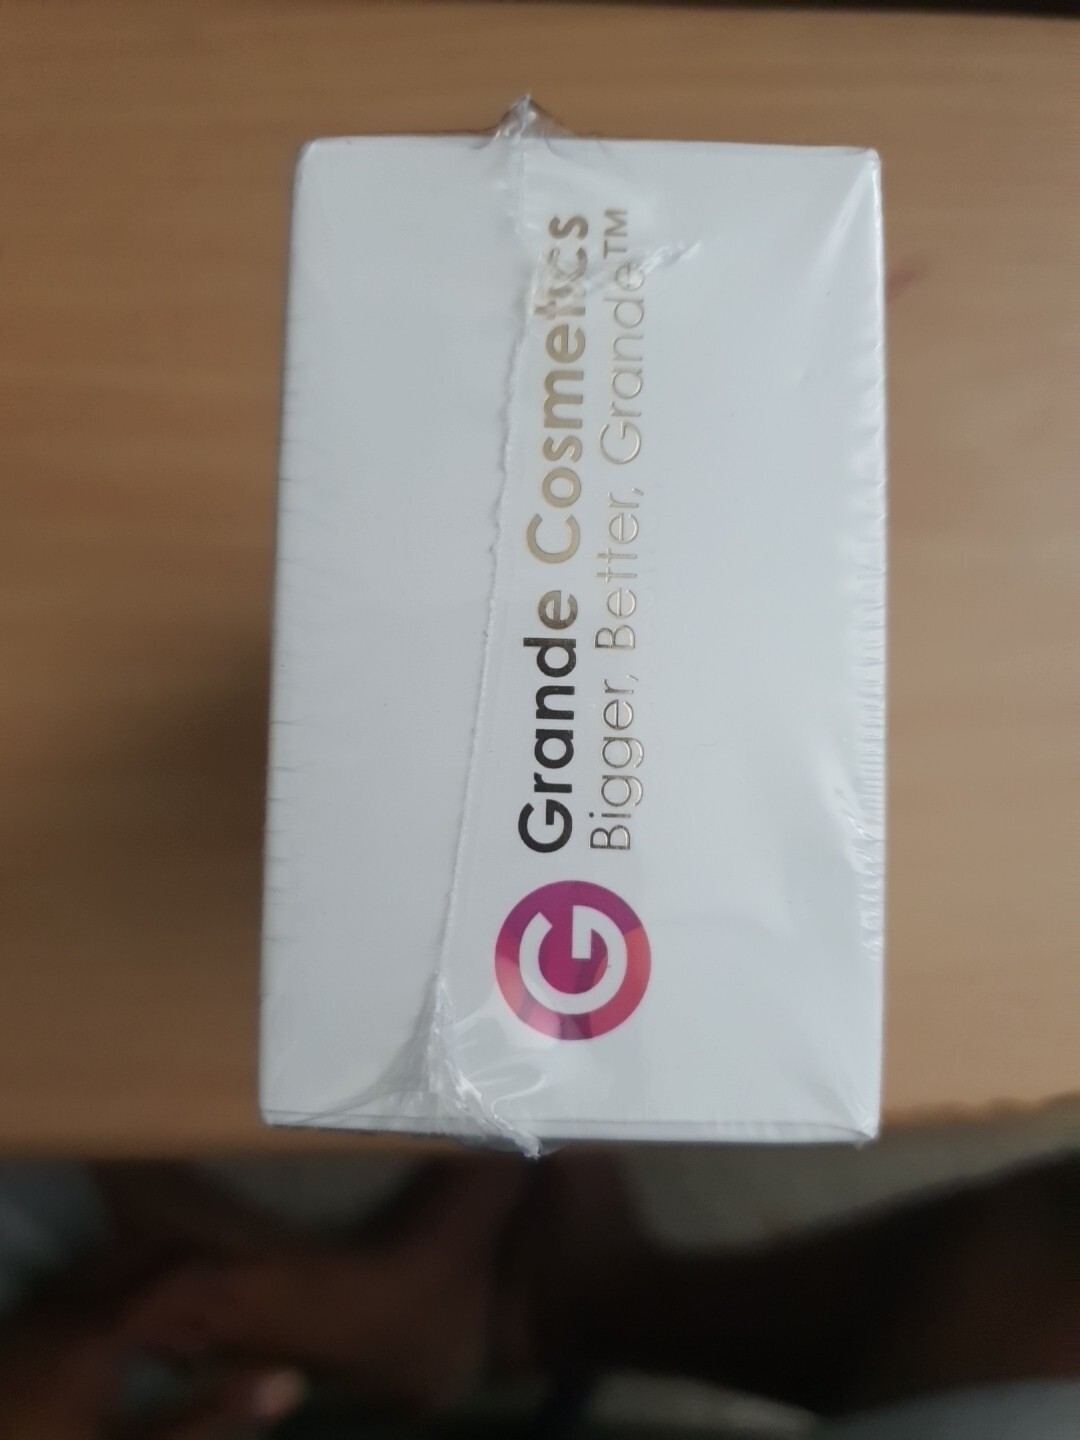 G
Grande Cosmetics
Bigger, Better, Grande™